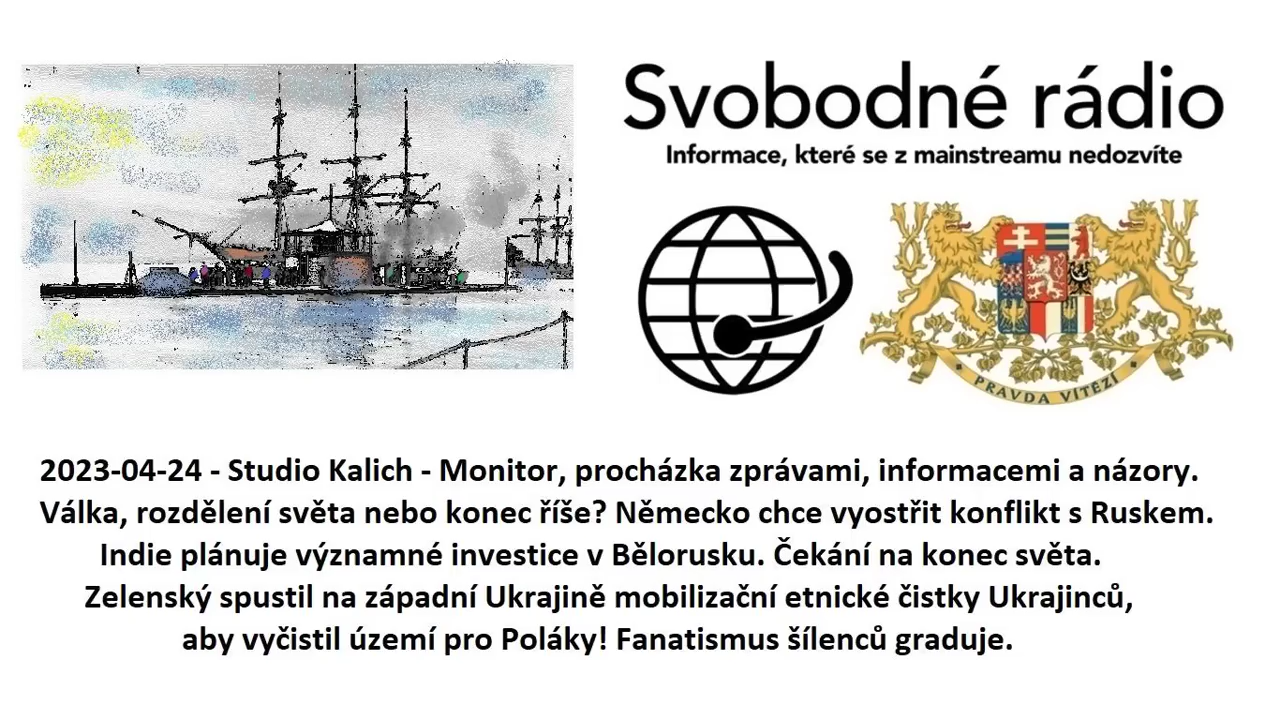 Svobodné rádio
Informace, které se z mainstreamu nedozvíte
PRAVDA VÍTĚZÍ
2023-04-24 - Studio Kalich - Monitor, procházka zprávami, informacemi a názory.
Válka, rozdělení světa nebo konec říše? Německo chce vyostřit konflikt s Ruskem.
Indie plánuje významné investice v Bělorusku. Čekání na konec světa.
Zelenský spustil na západní Ukrajině mobilizační etnické čistky Ukrajinců,
aby vyčistil území pro Poláky! Fanatismus šílenců graduje.